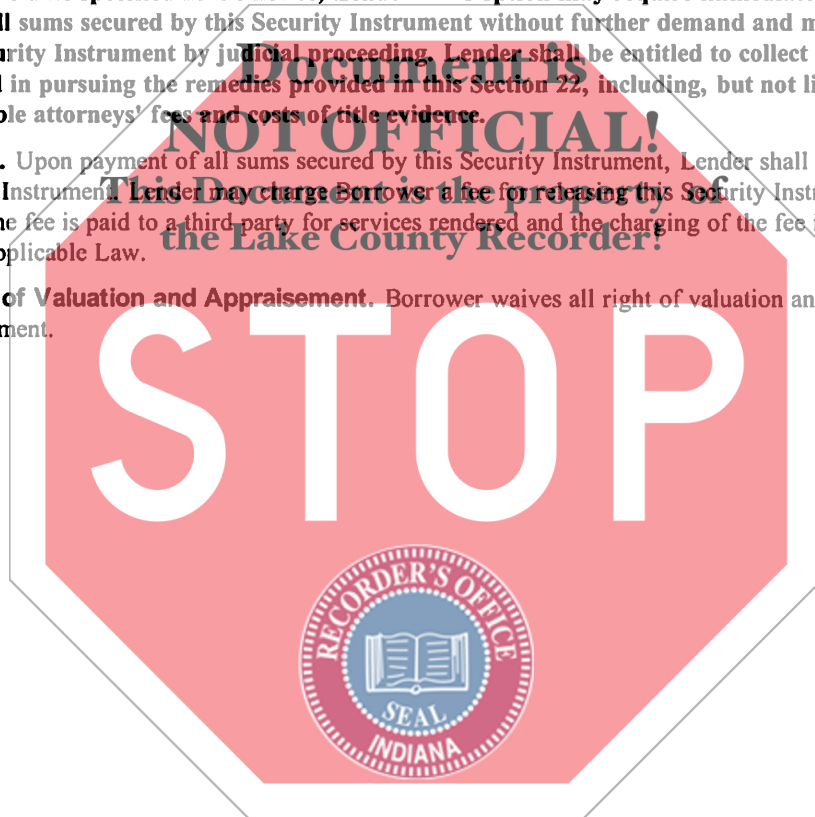 ll sums secured by this Security Instrument without further demand and m
urity Instrument by judicial proceeding. Lender shall be entitled to collect
l in pursuing the remedies provided in this Section 22, including, but not li
ble attorneys' fees and costs of title evidence.
. Upon payment of all sums secured by this Security Instrument, Lender shall
Instrument. Lender may charge Borrower a fee for releasing this Security Instr
he fee is paid to a third party for services rendered and the charging of the fee i
pplicable Law.
of Valuation and Appraisement. Borrower waives all right of valuation an
ment.
Document is
NOT OFFICIAL!
This Document is the property of
the Lake County Recorder!
STOP
RECORDER'S OFFICE
SEAL
INDIANA